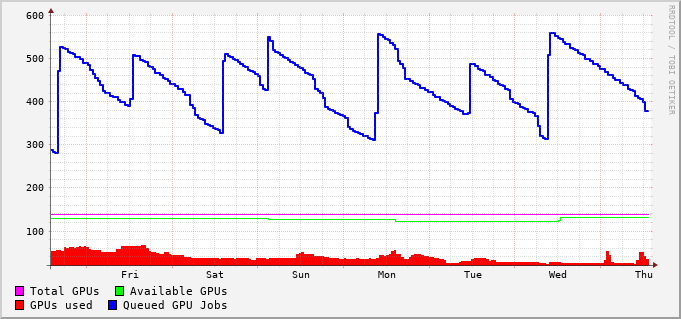 600
500
400
300
200
100
Fri Sat Sun Mon Tue Wed Thu
Total GPUs Available GPUs
GPUs used Queued GPU Jobs
RRDTOOL / TOBI OETIKER